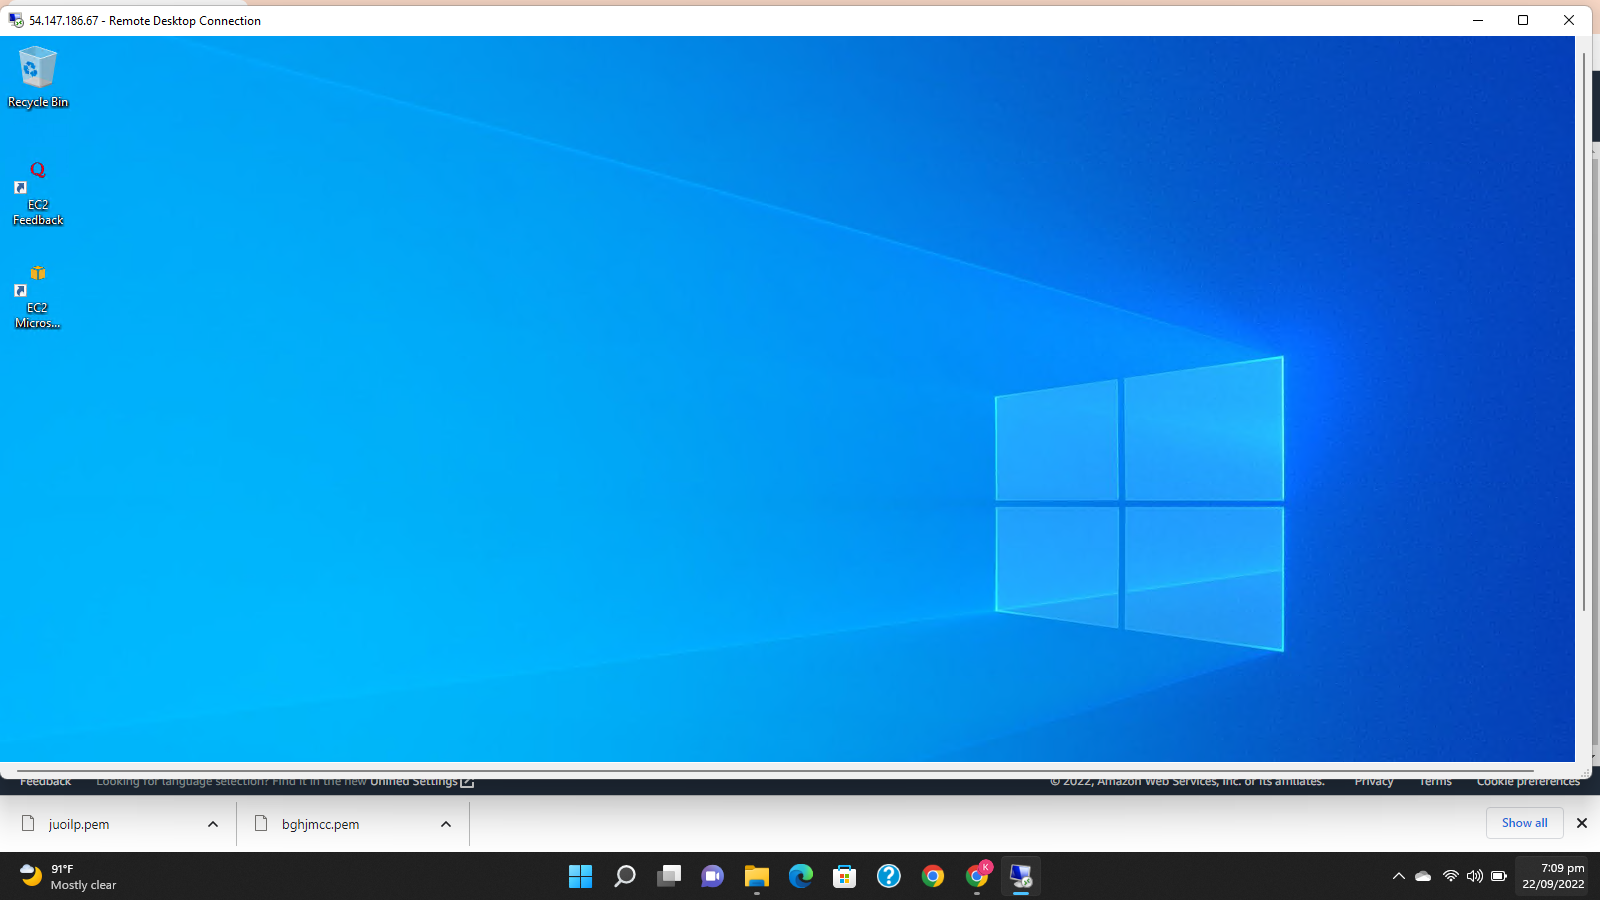 54.147.186.67 - Remote Desktop Connection
Recycle Bin
EC2
Feedback
EC2
Micros...
Feedback
Looking for language selection? Find it in the new Unified Settings
© 2022, Amazon Web Services, Inc. or its affiliates.
Privacy
Terms
Cookie preferences
juoilp.pem
bghjmcc.pem
Show all
91°F
Mostly clear
K
7:09 pm
22/09/2022